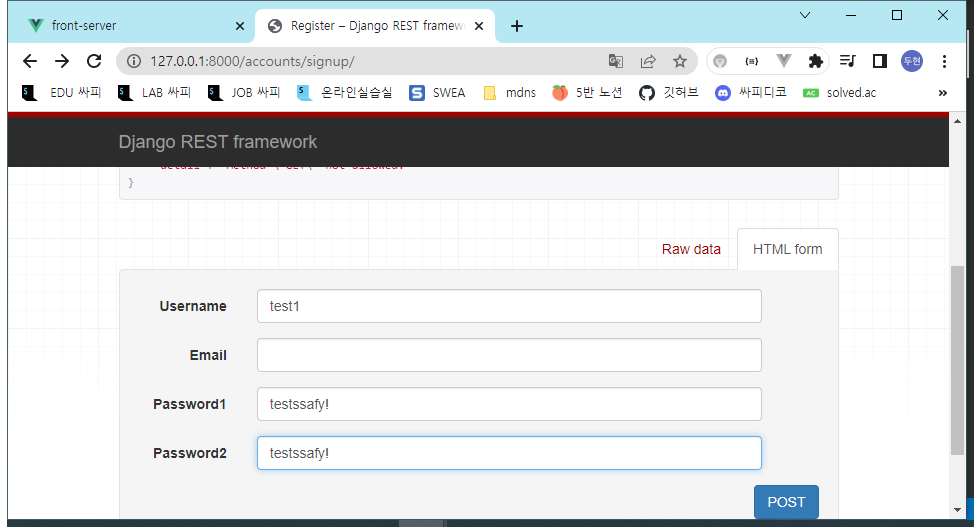 front-server
Register – Django REST framew
127.0.0.1:8000/accounts/signup/
두현
EDU 싸피
LAB 싸피
JOB 싸피
온라인실습실
SWEA
mdns
5반 노션
깃허브
싸피디코
AC solved.ac
»
Django REST framework
}
Raw data
HTML form
Username test1
Email
Password1 testssafy!
Password2 testssafy!
POST